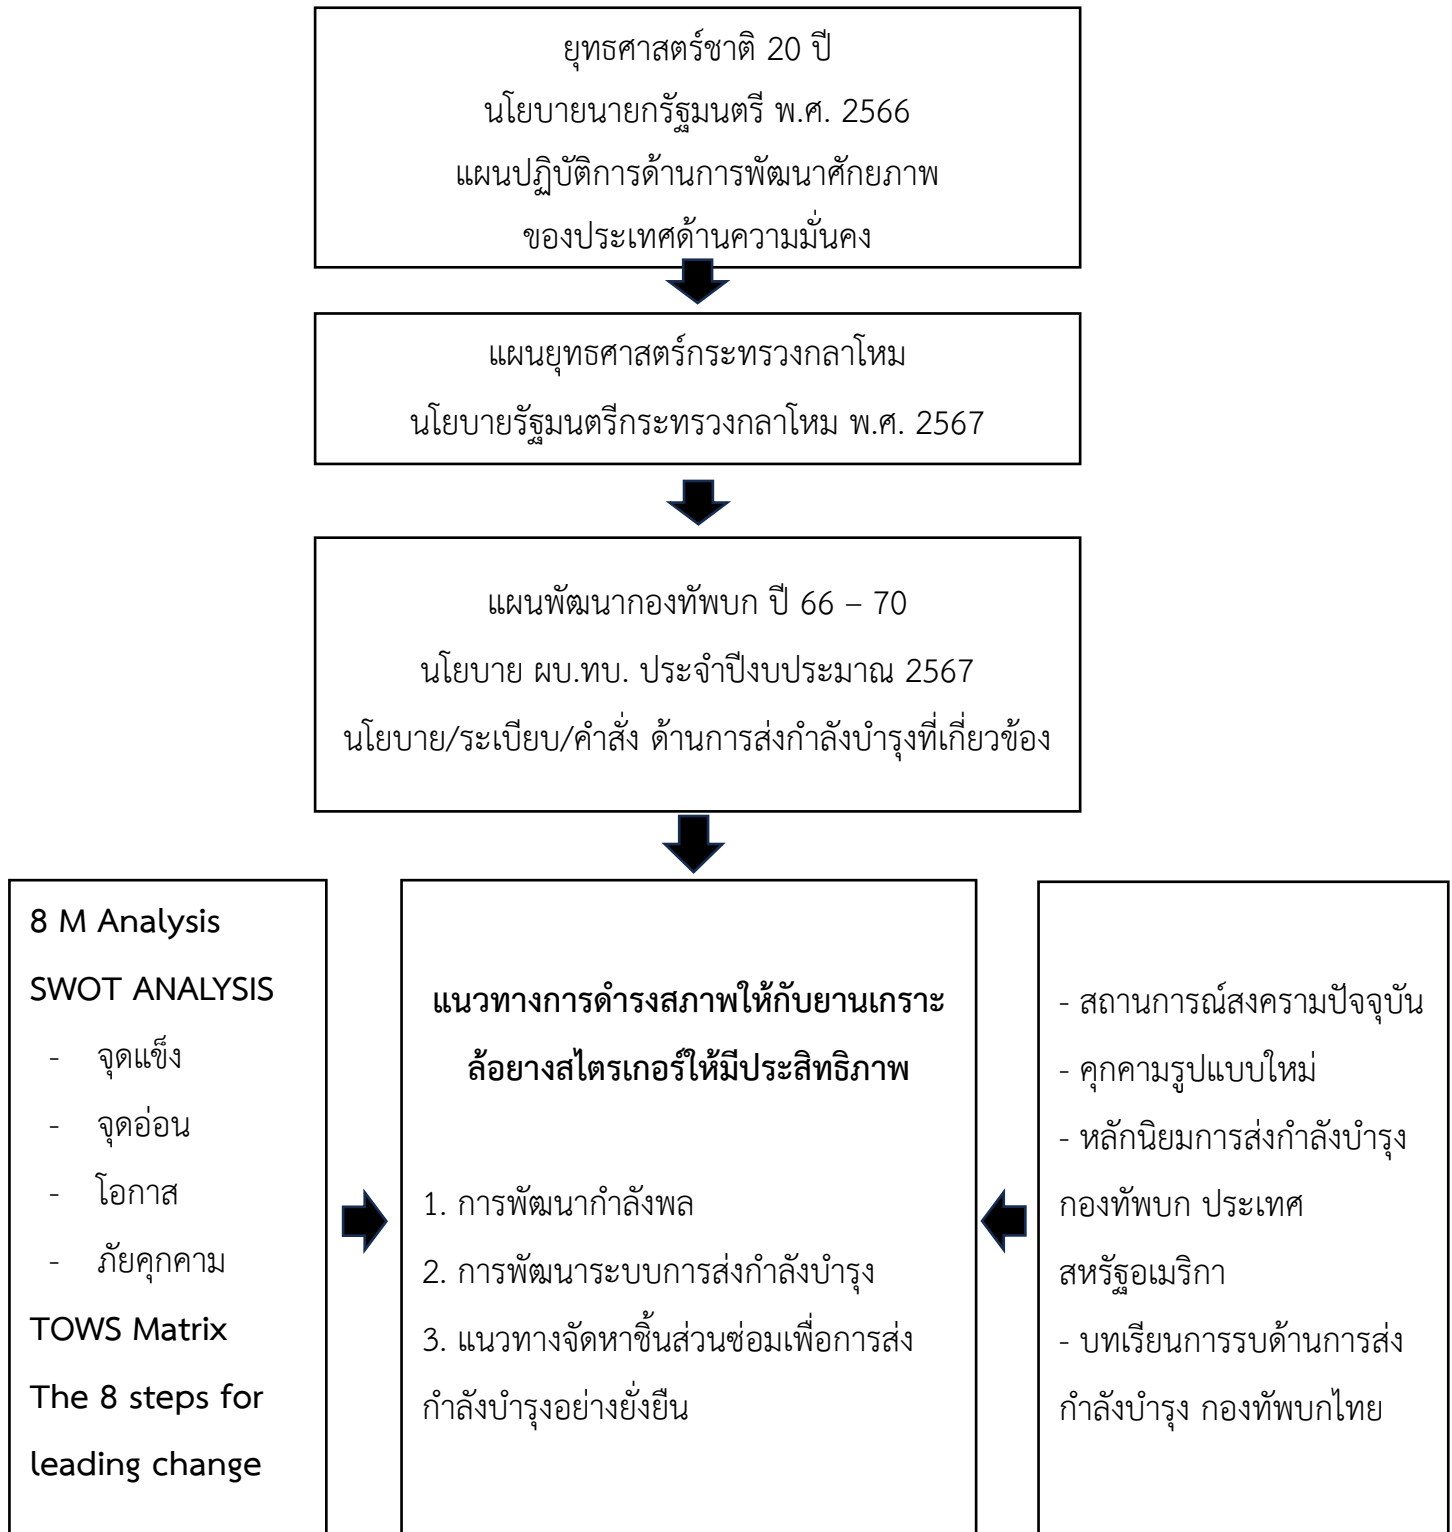 ยุทธศาสตร์ชาติ 20 ปี
นโยบายนายกรัฐมนตรี พ.ศ. 2566
แผนปฏิบัติการด้านการพัฒนาศักยภาพ
ของประเทศด้านความมั่นคง
แผนยุทธศาสตร์กระทรวงกลาโหม
นโยบายรัฐมนตรีกระทรวงกลาโหม พ.ศ. 2567
แผนพัฒนากองทัพบก ปี 66 – 70
นโยบาย ผบ.ทบ. ประจำปีงบประมาณ 2567
นโยบาย/ระเบียบ/คำสั่ง ด้านการส่งกำลังบำรุงที่เกี่ยวข้อง
8 M Analysis
SWOT ANALYSIS
- จุดแข็ง
- จุดอ่อน
- โอกาส
- ภัยคุกคาม
TOWS Matrix
The 8 steps for
leading change
แนวทางการดำรงสภาพให้กับยานเกราะ
ล้อยางสไตรเกอร์ให้มีประสิทธิภาพ
1. การพัฒนากำลังพล
2. การพัฒนาระบบการส่งกำลังบำรุง
3. แนวทางจัดหาชิ้นส่วนซ่อมเพื่อการส่ง
กำลังบำรุงอย่างยั่งยืน
- สถานการณ์สงครามปัจจุบัน
- คุกคามรูปแบบใหม่
- หลักนิยมการส่งกำลังบำรุง
กองทัพบก ประเทศ
สหรัฐอเมริกา
- บทเรียนการรบด้านการส่ง
กำลังบำรุง กองทัพบกไทย